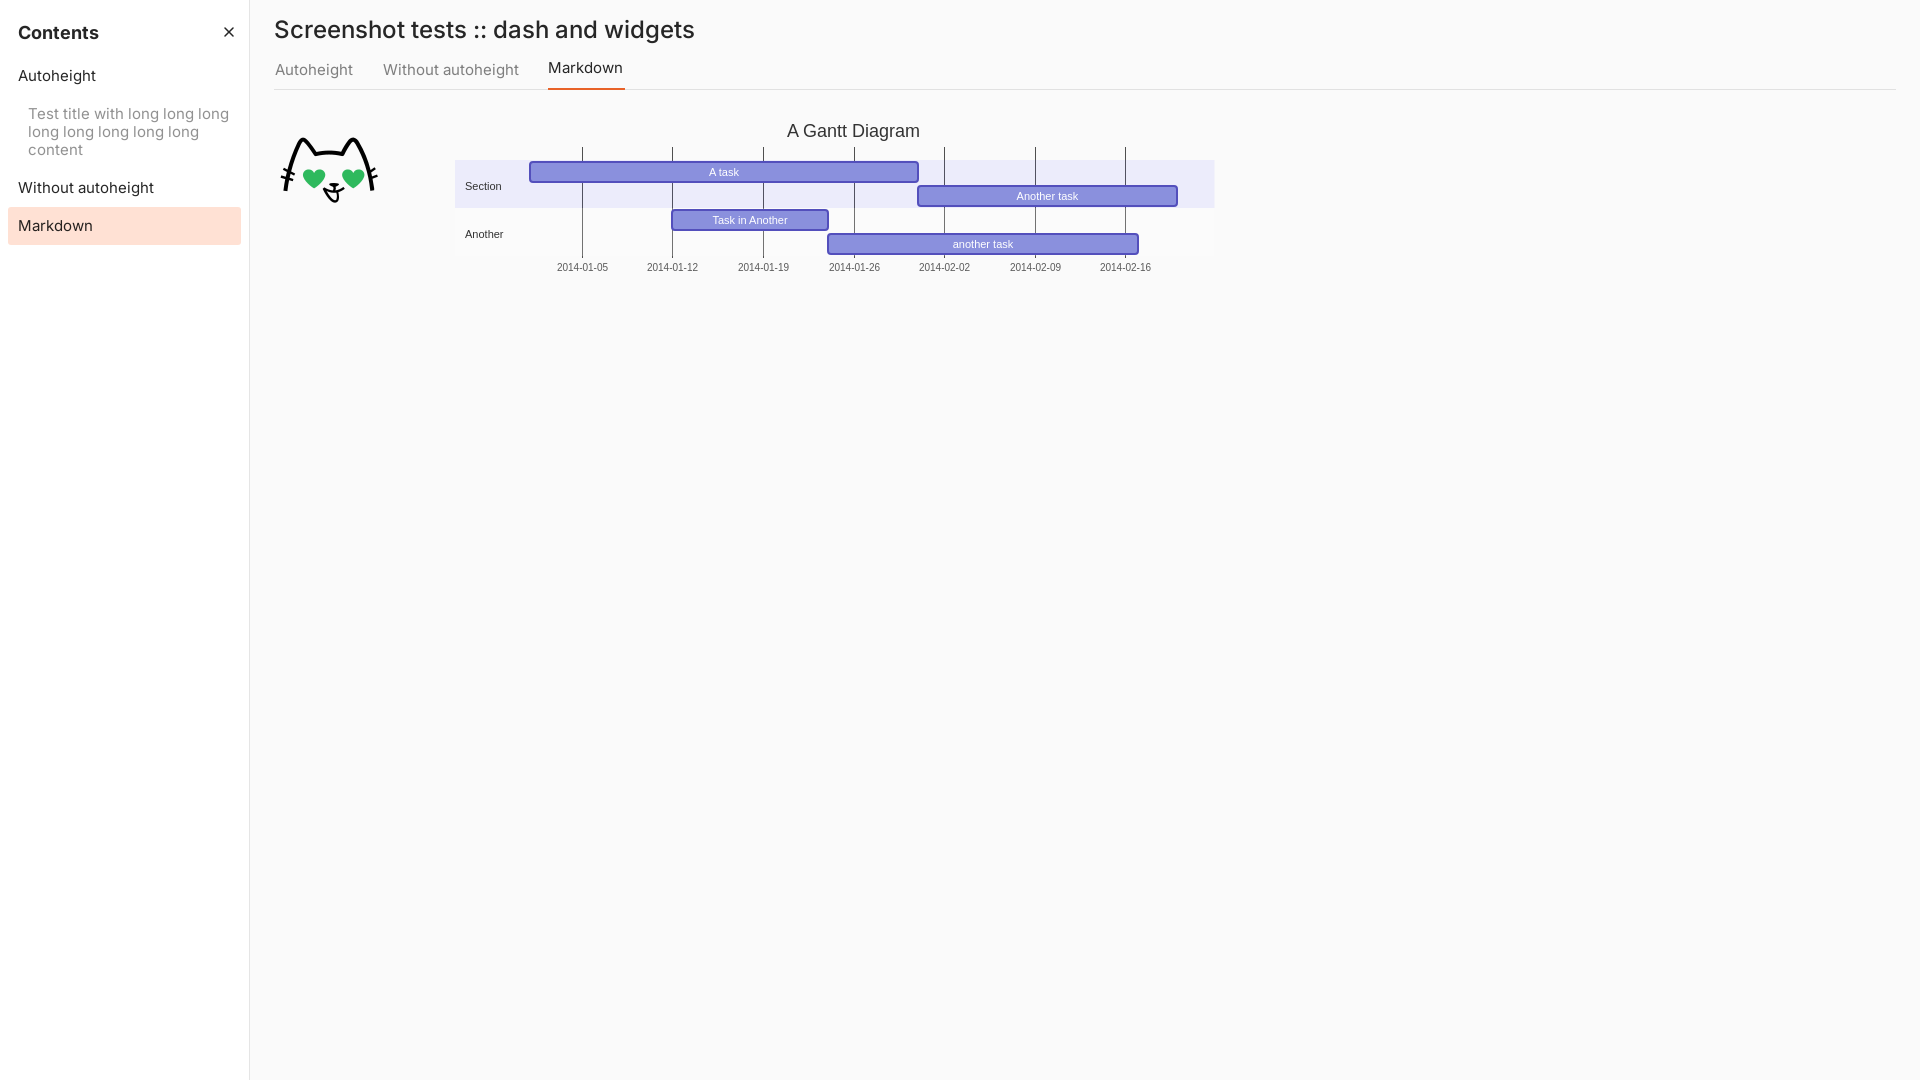 Contents
Autoheight
Test title with long long long
long long long long long
content
Without autoheight
Markdown
Screenshot tests :: dash and widgets
Autoheight
Without autoheight
Markdown
A Gantt Diagram
Section
A task
Another task
Another
Task in Another
another task
2014-01-05
2014-01-12
2014-01-19
2014-01-26
2014-02-02
2014-02-09
2014-02-16